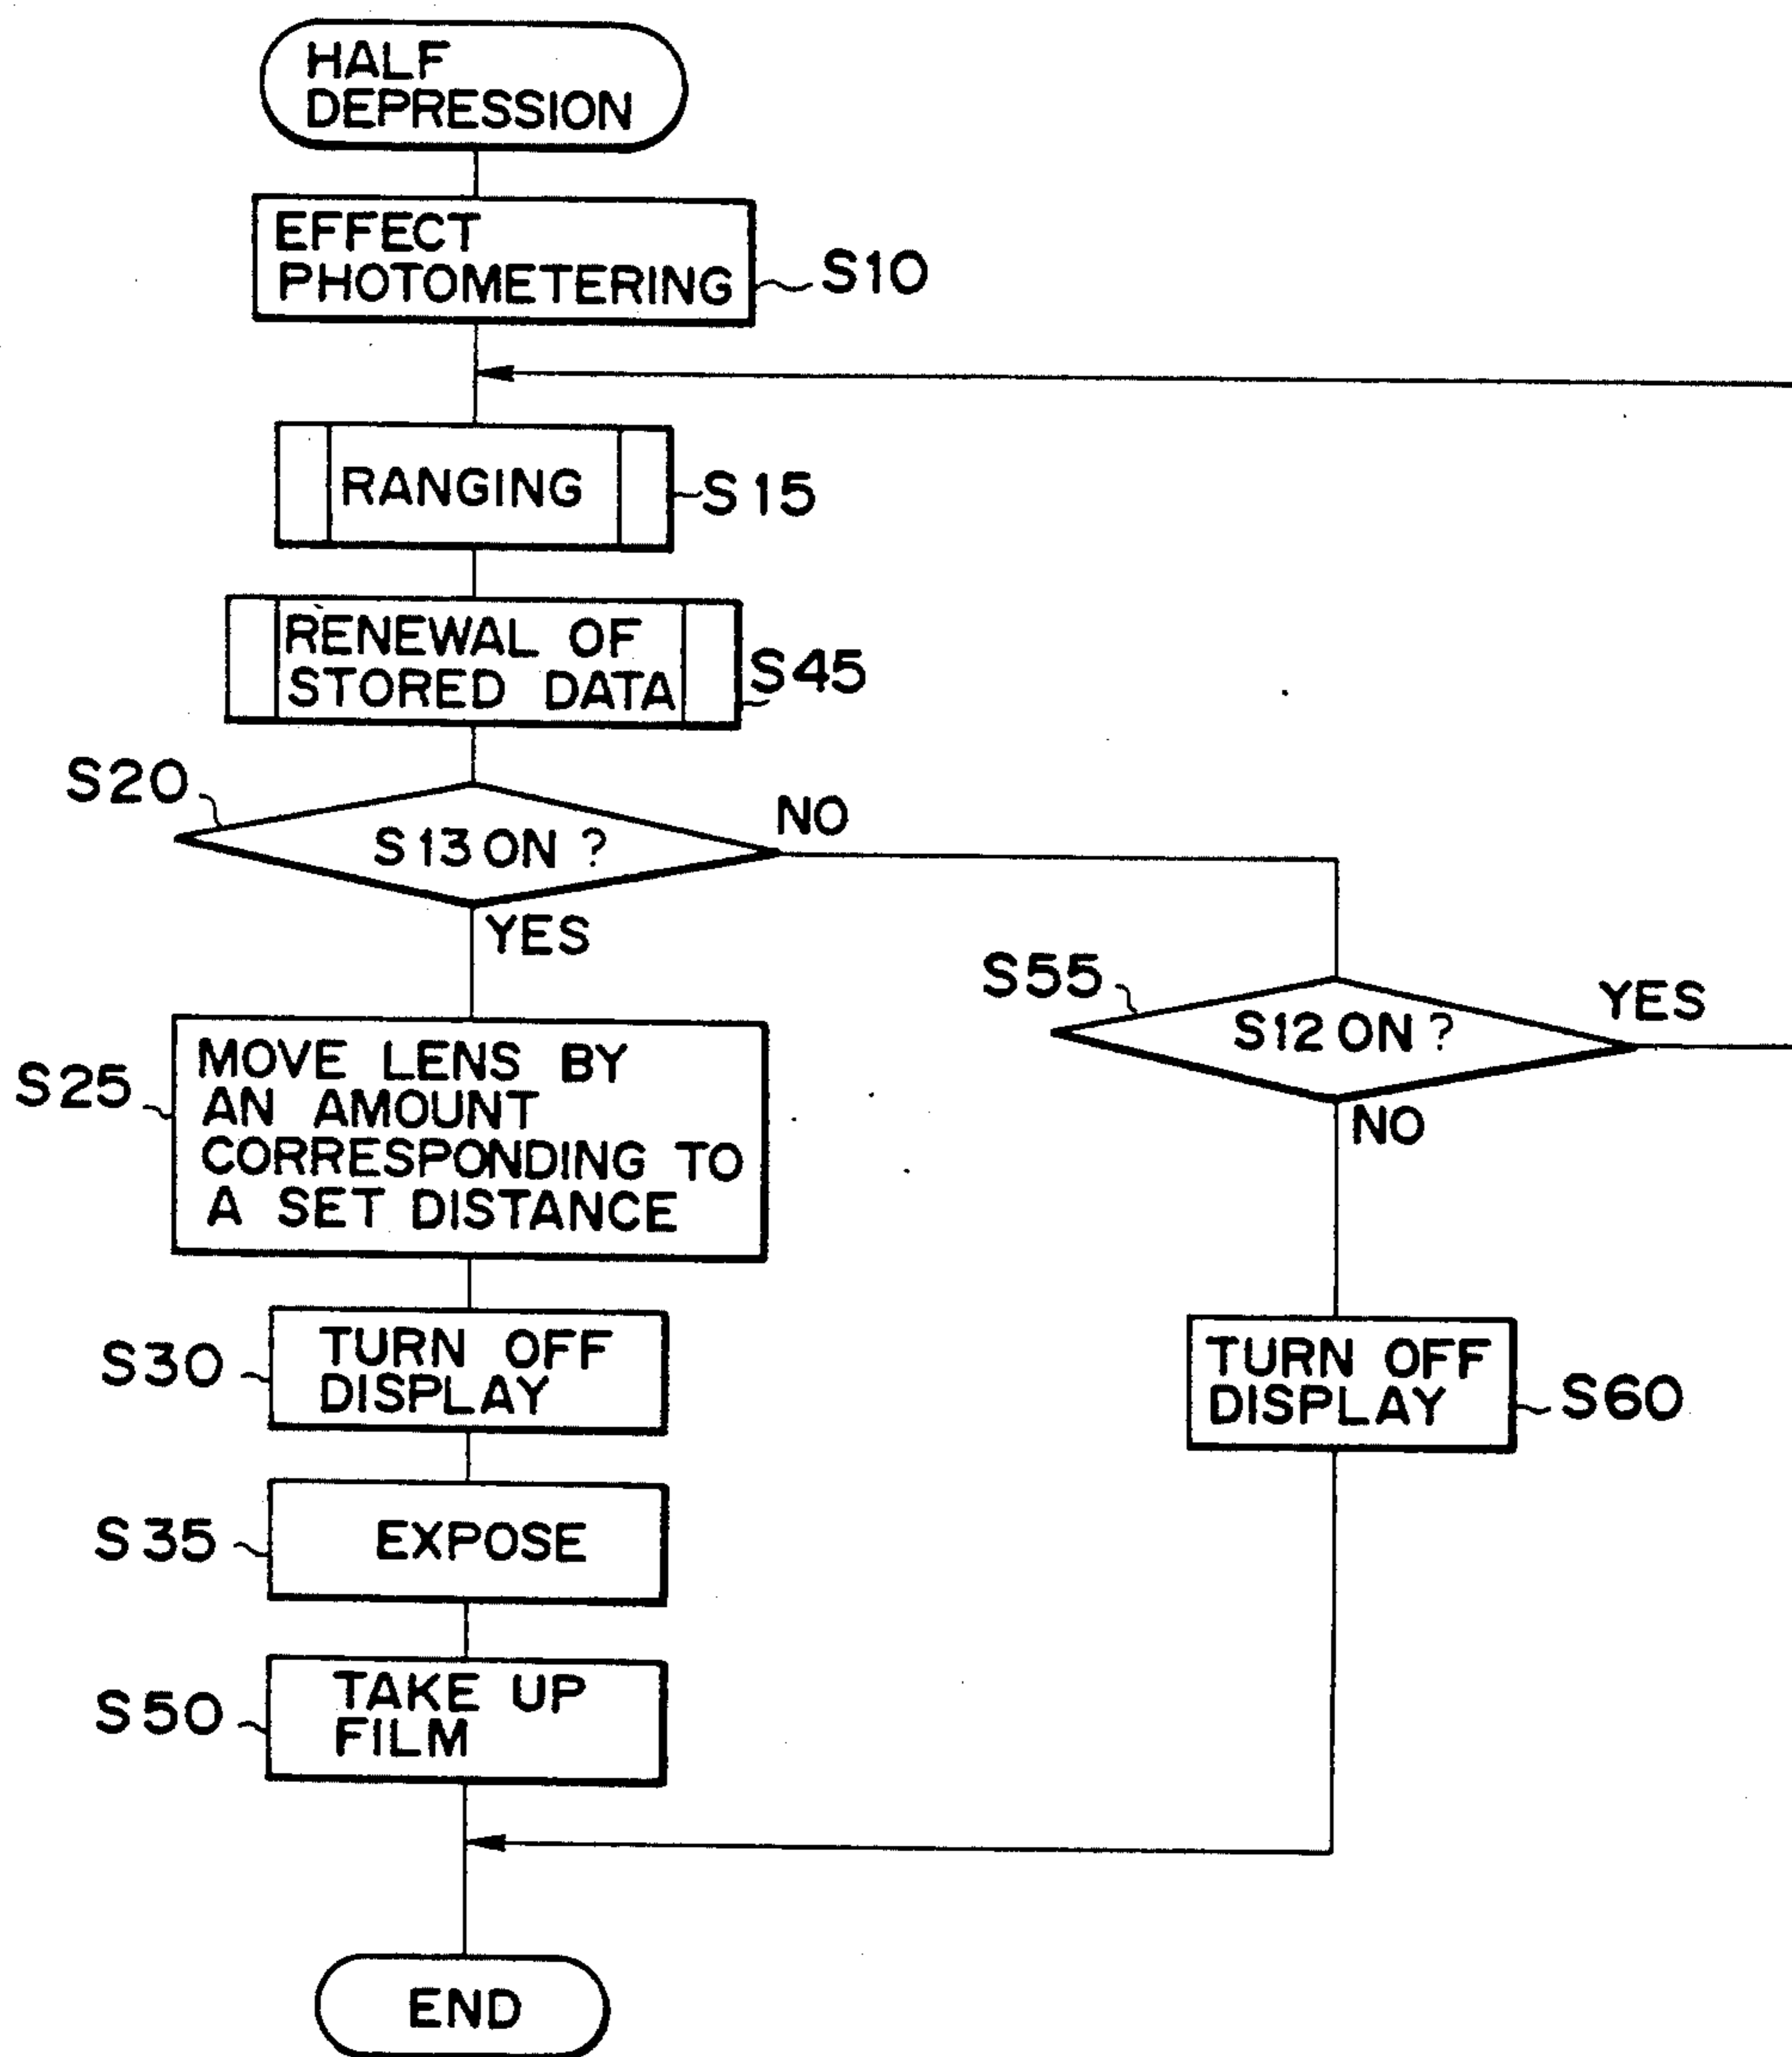 HALF
DEPRESSION
EFFECT
PHOTOMETERING
S10
RANGING
S15
RENEWAL OF
STORED DATA
S45
S20
S13 ON ?
NO
YES
S55
S12 ON ?
YES
NO
S25
MOVE LENS BY
AN AMOUNT
CORRESPONDING TO
A SET DISTANCE
S30
TURN OFF
DISPLAY
TURN OFF
DISPLAY
S60
S35
EXPOSE
S50
TAKE UP
FILM
END